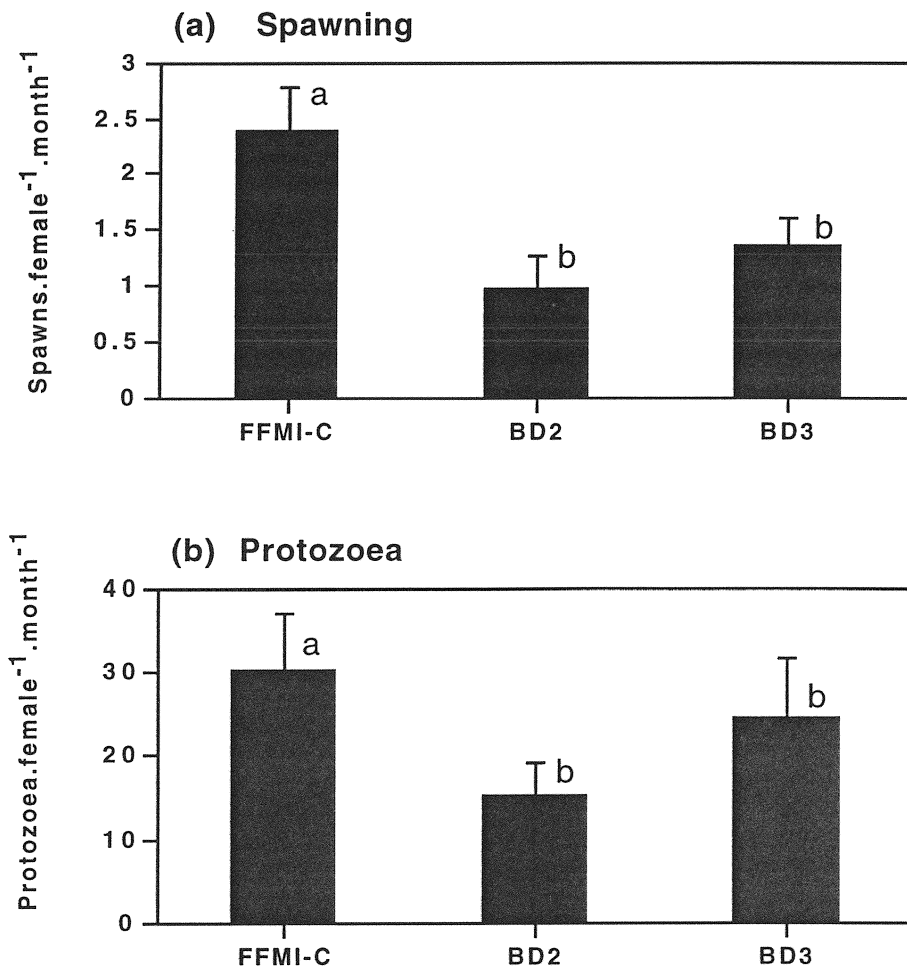 (a) Spawning
Spawns.female⁻¹.month⁻¹
3
2.5
2
1.5
1
0.5
0
a
b
b
FFMI-C BD2 BD3
(b) Protozoea
Protozoea.female⁻¹.month⁻¹
40
30
20
10
0
a
b
b
FFMI-C BD2 BD3